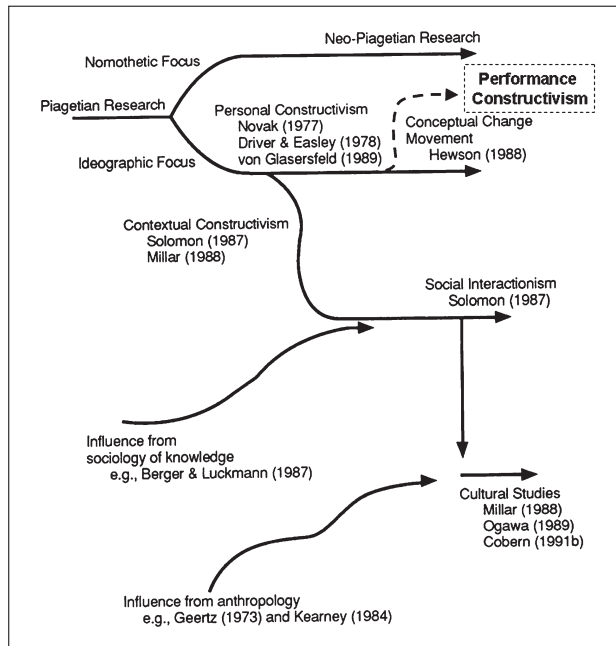 Neo-Piagetian Research
Nomothetic Focus
Performance
Constructivism
Piagetian Research
Personal Constructivism
Novak (1977)
Driver & Easley (1978)
von Glasersfeld (1989)
Conceptual Change
Movement
Hewson (1988)
Ideographic Focus
Contextual Constructivism
Solomon (1987)
Millar (1988)
Social Interactionism
Solomon (1987)
Influence from
sociology of knowledge
e.g., Berger & Luckmann (1987)
Cultural Studies
Millar (1988)
Ogawa (1989)
Cobern (1991b)
Influence from anthropology
e.g., Geertz (1973) and Kearney (1984)